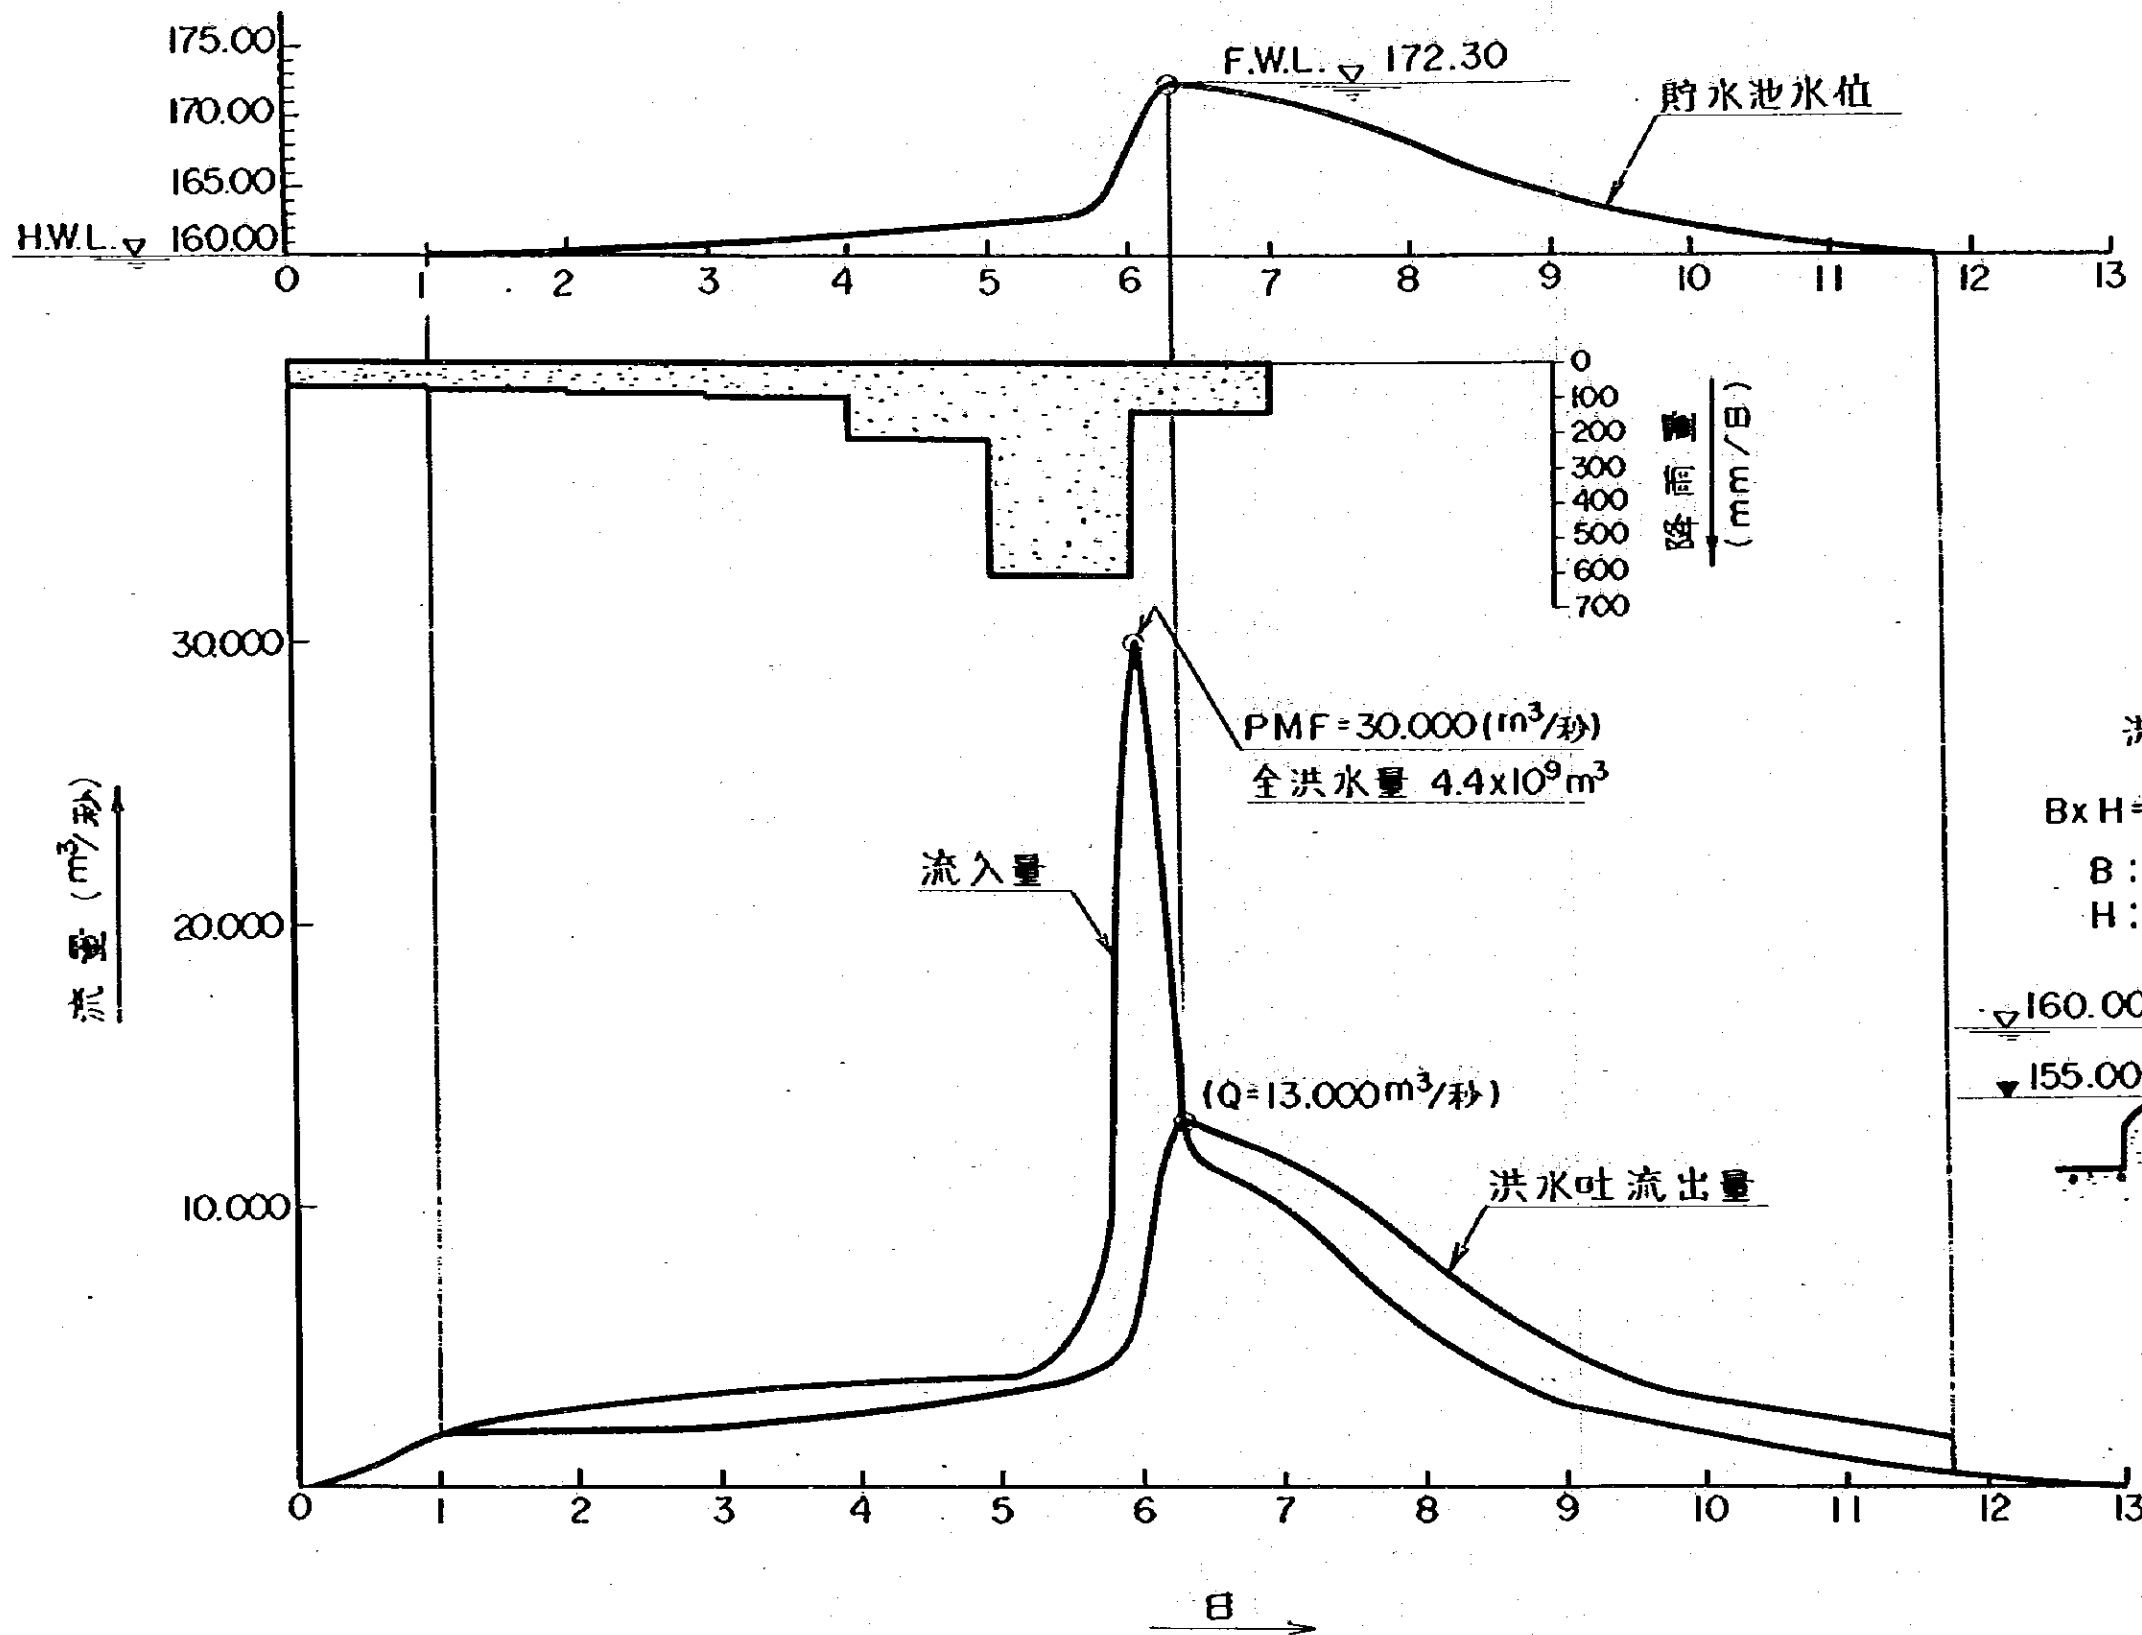 175.00
170.00
165.00
160.00
H.W.L.
F.W.L. 172.30
貯水池水位
0 1 2 3 4 5 6 7 8 9 10 11 12 13
0
100
200
300
400
500
600
700
降雨量
(mm/日)
30.000
20.000
10.000
流量 (m³/秒)
PMF=30.000(m³/秒)
全洪水量 4.4x10⁹m³
流入量
(Q=13.000m³/秒)
洪水吐流出量
BxH=
B:
H:
160.00
155.00
0 1 2 3 4 5 6 7 8 9 10 11 12 13
日